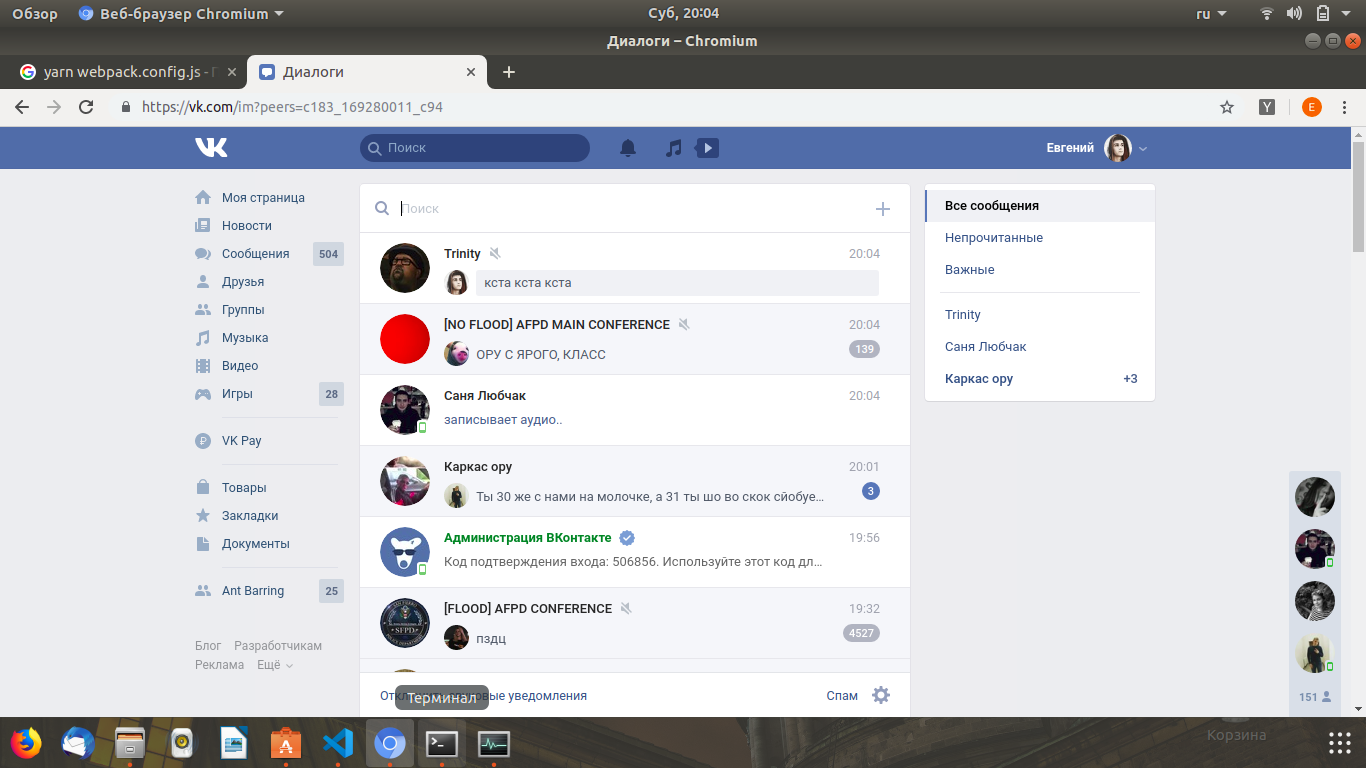 Обзор Веб-браузер Chromium Суб, 20:04 ru
Диалоги – Chromium
yarn webpack.config.js - Диалоги
https://vk.com/im?peers=c183_169280011_c94 Y E
Поиск Евгений
Моя страница
Новости
Сообщения 504
Друзья
Группы
Музыка
Видео
Игры 28
VK Pay
Товары
Закладки
Документы
Ant Barring 25
Блог Разработчикам
Реклама Ещё
Поиск
Trinity 20:04
кста кста кста
[NO FLOOD] AFPD MAIN CONFERENCE 20:04
ОРУ С ЯРОГО, КЛАСС 139
Саня Любчак 20:04
записывает аудио..
Каркас ору 20:01
Ты 30 же с нами на молочке, а 31 ты шо во скок сйобуе... 3
Администрация ВКонтакте 19:56
Код подтверждения входа: 506856. Используйте этот код дл...
[FLOOD] AFPD CONFERENCE 19:32
SFPD
пздц 4527
уведомления Спам
Все сообщения
Непрочитанные
Важные
Trinity
Саня Любчак
Каркас ору +3
151
Терминал
Корзина